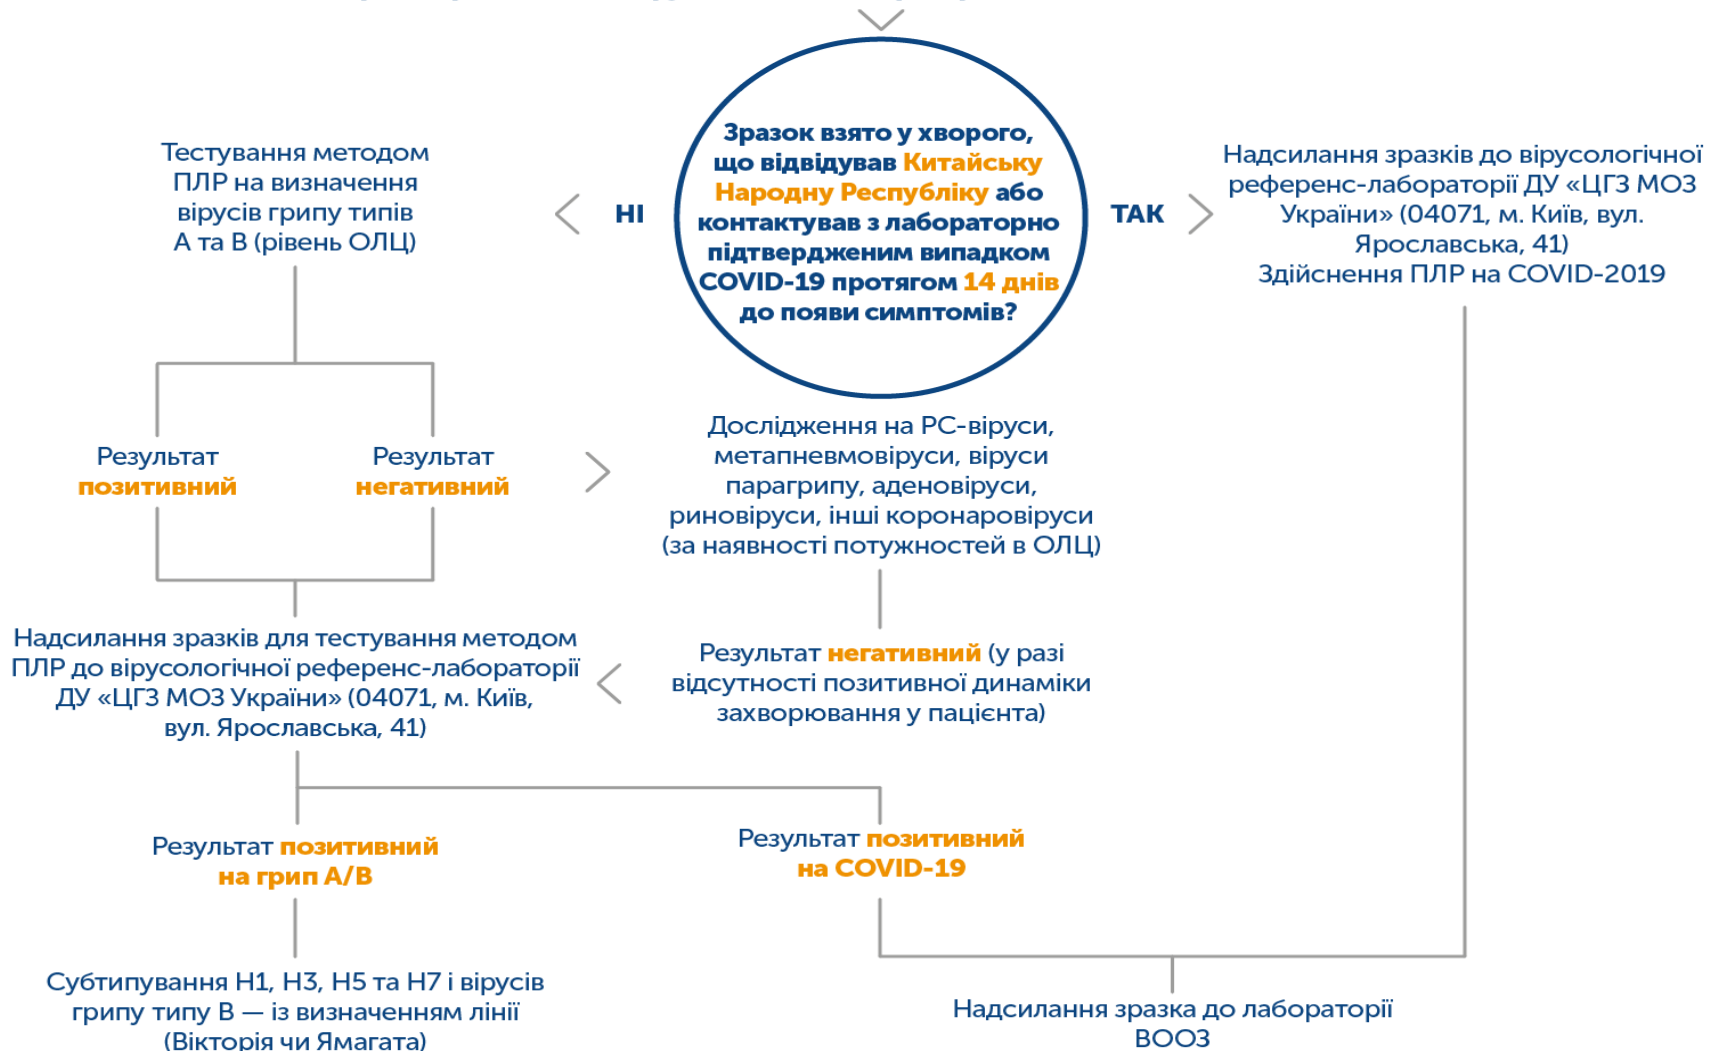 Зразок взято у хворого,
що відвідував Китайську
Народну Республіку або
контактував з лабораторно
підтвердженим випадком
COVID-19 протягом 14 днів
до появи симптомів?
НІ
ТАК
Тестування методом
ПЛР на визначення
вірусів грипу типів
А та В (рівень ОЛЦ)
Надсилання зразків до вірусологічної
референс-лабораторії ДУ «ЦГЗ МОЗ
України» (04071, м. Київ, вул.
Ярославська, 41)
Здійснення ПЛР на COVID-2019
Результат
позитивний
Результат
негативний
Дослідження на РС-віруси,
метапневмовіруси, віруси
парагрипу, аденовіруси,
риновіруси, інші коронаровіруси
(за наявності потужностей в ОЛЦ)
Результат негативний (у разі
відсутності позитивної динаміки
захворювання у пацієнта)
Надсилання зразків для тестування методом
ПЛР до вірусологічної референс-лабораторії
ДУ «ЦГЗ МОЗ України» (04071, м. Київ,
вул. Ярославська, 41)
Результат позитивний
на грип А/В
Результат позитивний
на COVID-19
Субтипування H1, H3, H5 та H7 і вірусів
грипу типу В — із визначенням лінії
(Вікторія чи Ямагата)
Надсилання зразка до лабораторії
ВООЗ